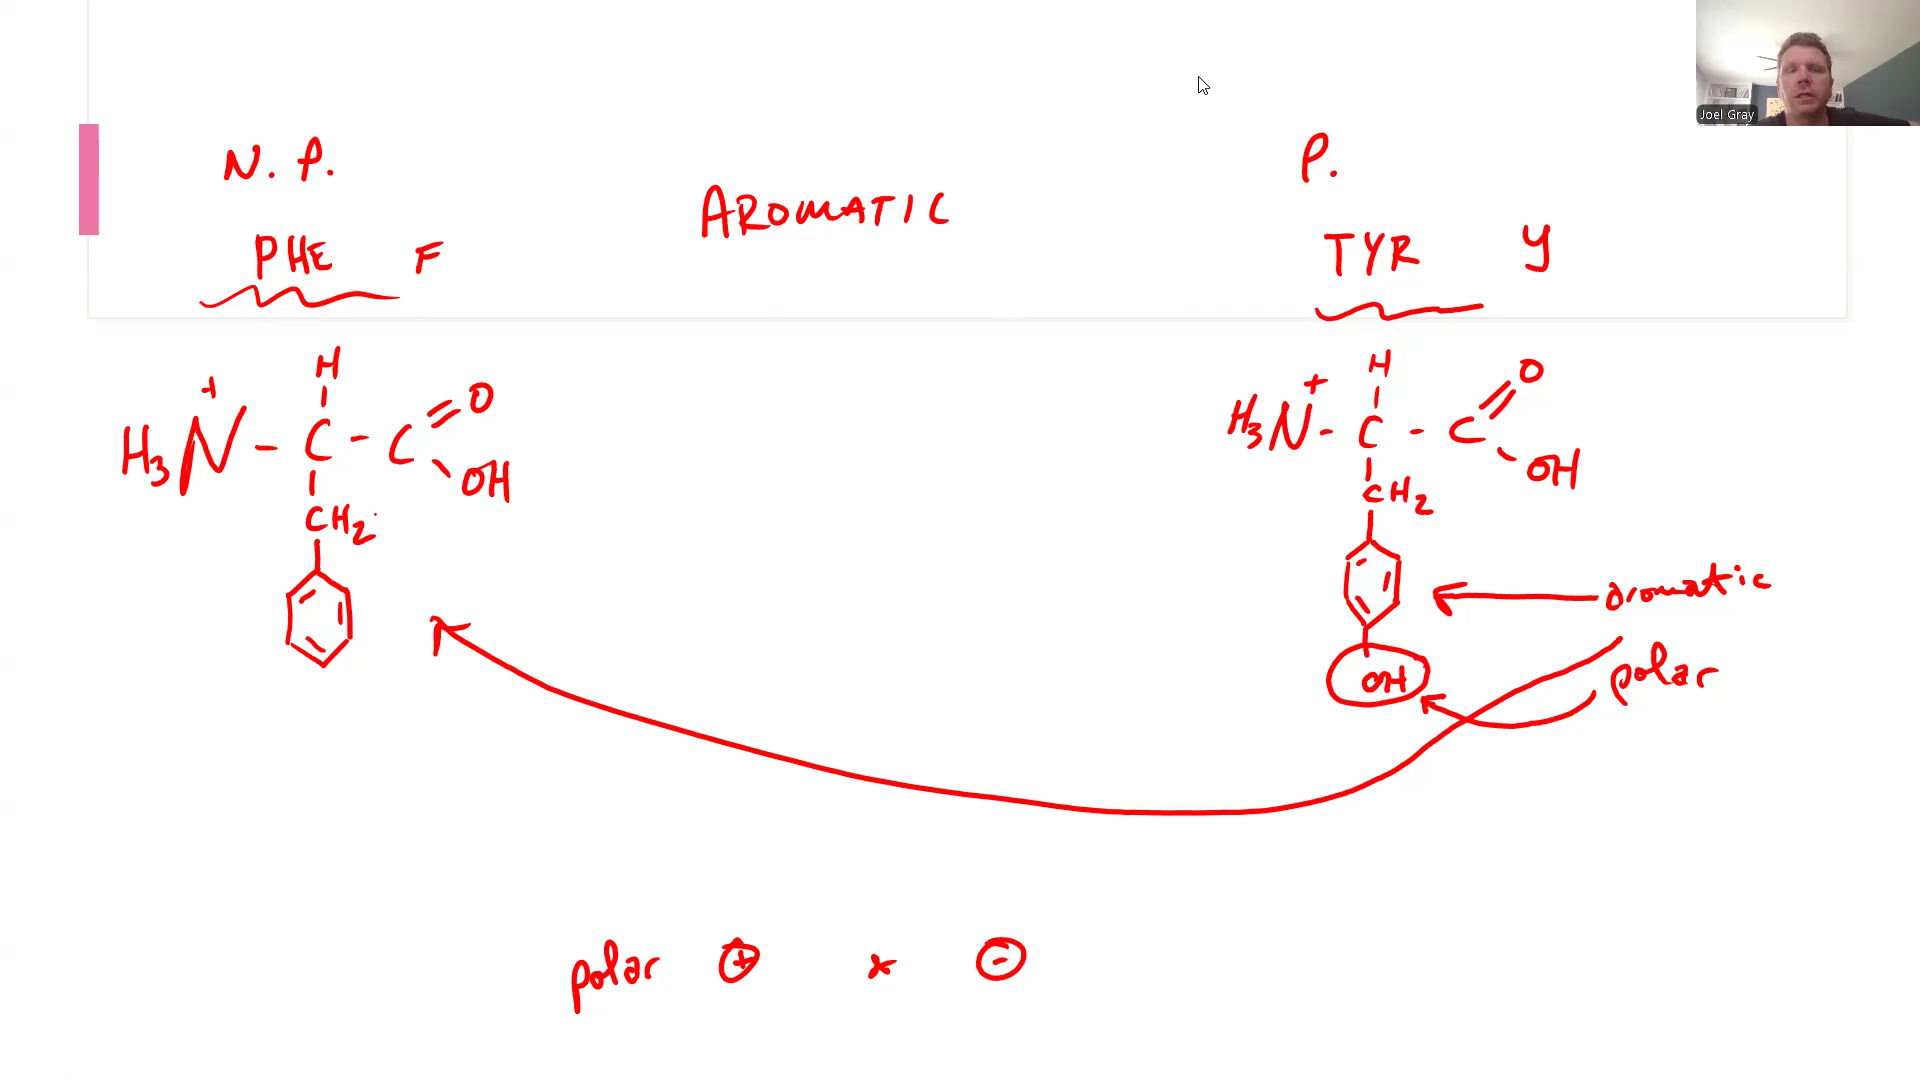 Joel Gray
N. P.
AROMATIC
P.
PHE F
TYR Y
H
H₃N⁺ - C - C = O
OH
CH₂
H
H₃N⁺ - C - C = O
OH
CH₂
OH
aromatic
polar
polar + * -